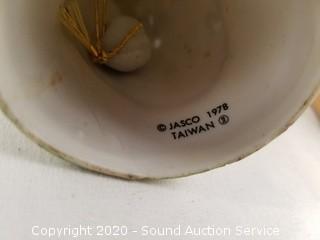 © JASCO 1978
TAIWAN Ⓢ
Copyright 2020 - Sound Auction Service